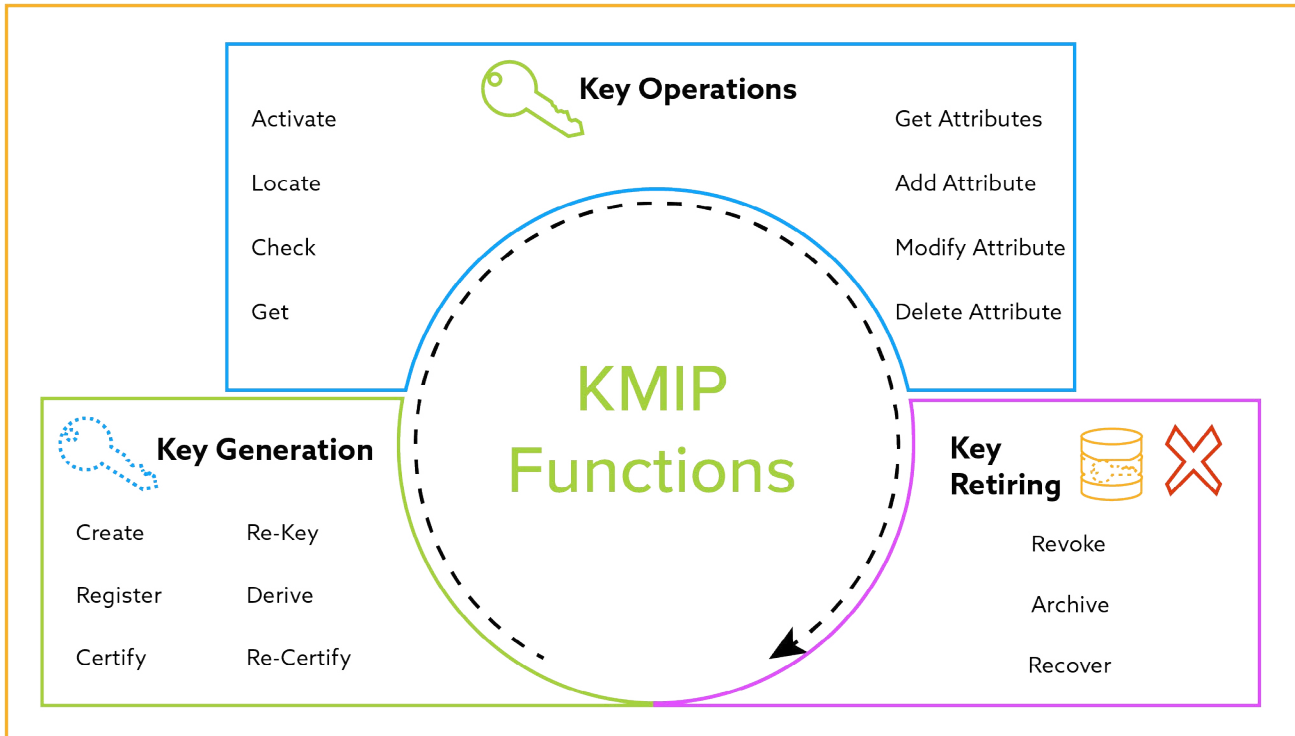 Key Operations
Activate
Locate
Check
Get
Get Attributes
Add Attribute
Modify Attribute
Delete Attribute
KMIP
Functions
Key Generation
Create
Register
Certify
Re-Key
Derive
Re-Certify
Key
Retiring
Revoke
Archive
Recover